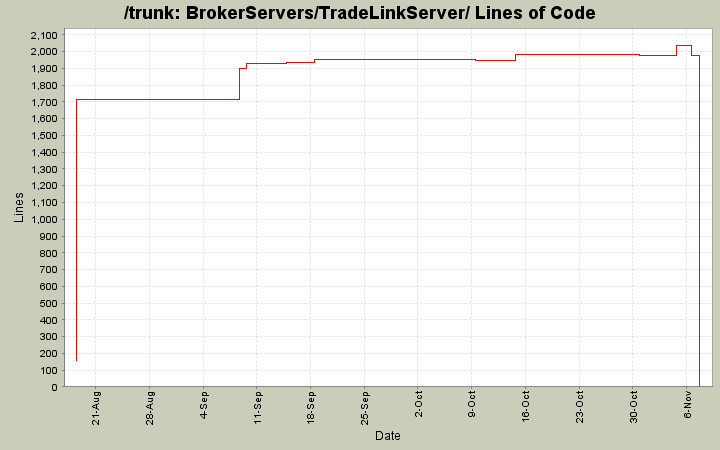 /trunk: BrokerServers/TradeLinkServer/ Lines of Code
2,100
2,000
1,900
1,800
1,700
1,600
1,500
1,400
1,300
1,200
1,100
1,000
900
800
700
600
500
400
300
200
100
0
Lines
21-Aug
28-Aug
4-Sep
11-Sep
18-Sep
25-Sep
2-Oct
9-Oct
16-Oct
23-Oct
30-Oct
6-Nov
Date